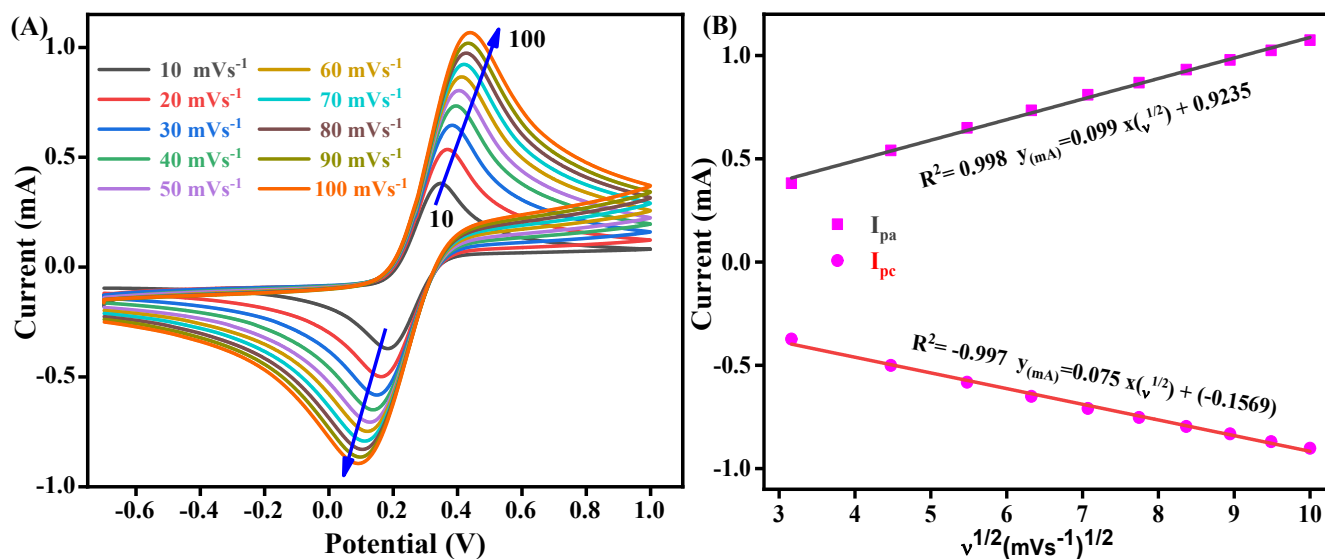 (A)
Current (mA)
1.0
0.5
0.0
-0.5
-1.0
10 mVs⁻¹
20 mVs⁻¹
30 mVs⁻¹
40 mVs⁻¹
50 mVs⁻¹
60 mVs⁻¹
70 mVs⁻¹
80 mVs⁻¹
90 mVs⁻¹
100 mVs⁻¹
100
10
-0.6 -0.4 -0.2 0.0 0.2 0.4 0.6 0.8 1.0
Potential (V)
(B)
Current (mA)
1.0
0.5
0.0
-0.5
-1.0
R²= 0.998 y(mA)=0.099 x(ν^1/2) + 0.9235
Ipa
Ipc
R²= -0.997 y(mA)=0.075 x(ν^1/2) + (-0.1569)
3 4 5 6 7 8 9 10
ν^1/2(mVs⁻¹)^1/2